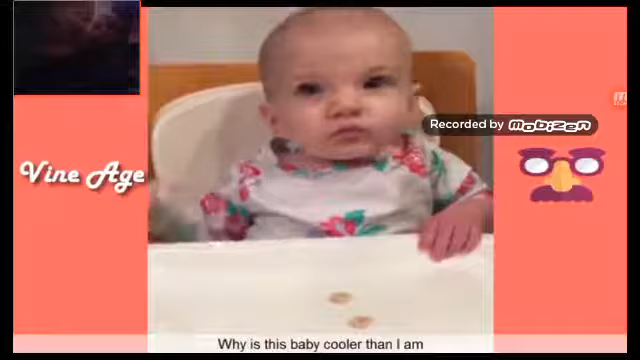 Recorded by Mobizen
Vine Age
Why is this baby cooler than I am